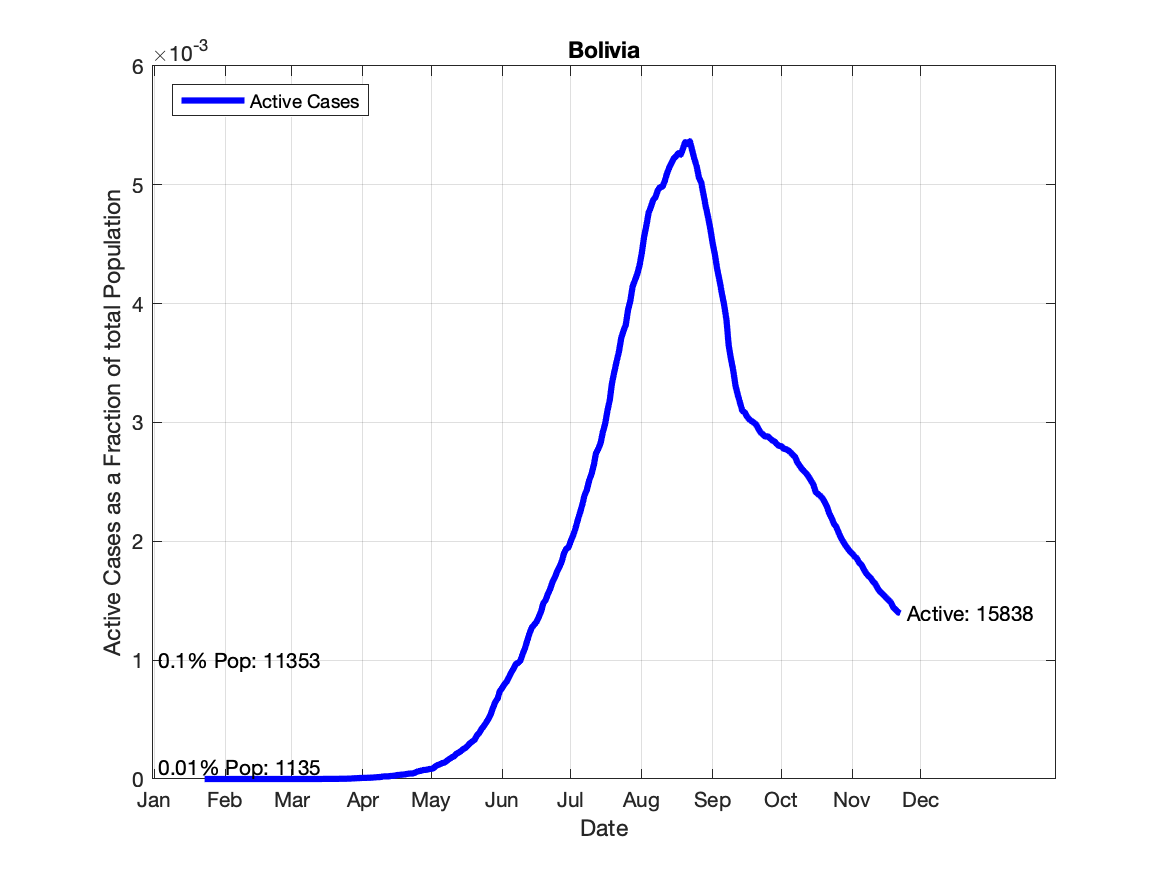 Bolivia
×10-3
6
5
4
3
2
1
0
Active Cases as a Fraction of total Population
Active Cases
Active: 15838
0.1% Pop: 11353
0.01% Pop: 1135
Jan Feb Mar Apr May Jun Jul Aug Sep Oct Nov Dec
Date